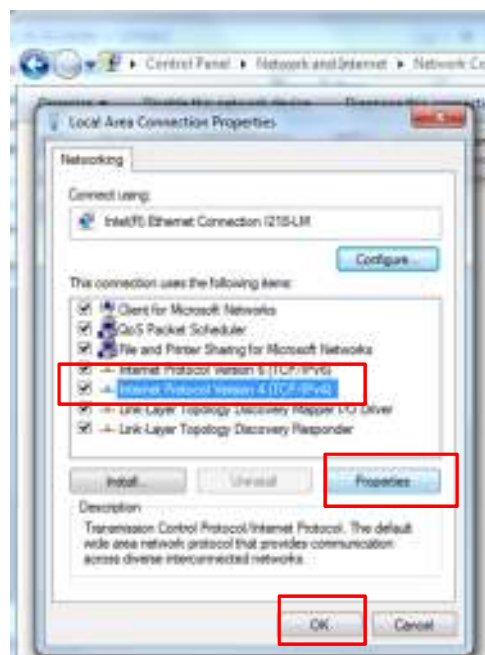 Control Panel ▸ Network and Internet ▸ Network Co
Local Area Connection Properties
Networking
Connect using:
Intel(R) Ethernet Connection I218-LM
Configure...
This connection uses the following items:
Client for Microsoft Networks
QoS Packet Scheduler
File and Printer Sharing for Microsoft Networks
Internet Protocol Version 6 (TCP/IPv6)
Internet Protocol Version 4 (TCP/IPv4)
Link-Layer Topology Discovery Mapper I/O Driver
Link-Layer Topology Discovery Responder
Install...
Uninstall
Properties
Description
Transmission Control Protocol/Internet Protocol. The default
wide area network protocol that provides communication
across diverse interconnected networks.
OK
Cancel